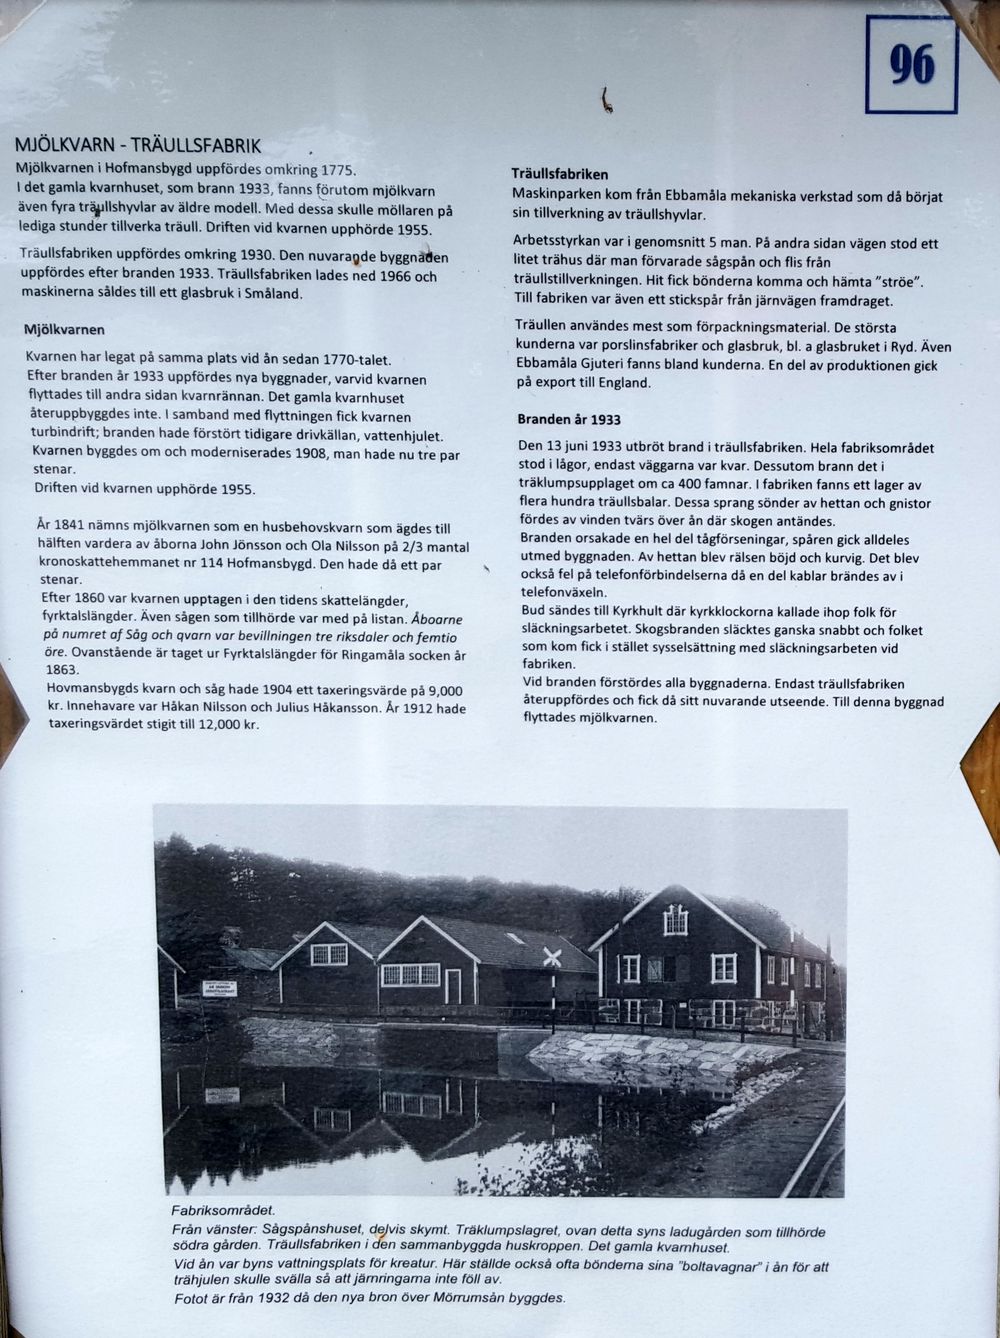 96
MJÖLKVARN - TRÄULLSFABRIK
Mjölkvarnen i Hofmansbygd uppfördes omkring 1775.
I det gamla kvarnhuset, som brann 1933, fanns förutom mjölkvarn
även fyra träullshyvlar av äldre modell. Med dessa skulle möllaren på
lediga stunder tillverka träull. Driften vid kvarnen upphörde 1955.
Träullsfabriken uppfördes omkring 1930. Den nuvarande byggnaden
uppfördes efter branden 1933. Träullsfabriken lades ned 1966 och
maskinerna såldes till ett glasbruk i Småland.
Mjölkvarnen
Kvarnen har legat på samma plats vid ån sedan 1770-talet.
Efter branden år 1933 uppfördes nya byggnader, varvid kvarnen
flyttades till andra sidan kvarnrännan. Det gamla kvarnhuset
återuppbyggdes inte. I samband med flyttningen fick kvarnen
turbindrift; branden hade förstört tidigare drivkällan, vattenhjulet.
Kvarnen byggdes om och moderniserades 1908, man hade nu tre par
stenar.
Driften vid kvarnen upphörde 1955.
År 1841 nämns mjölkvarnen som en husbehovskvarn som ägdes till
hälften vardera av åborna John Jönsson och Ola Nilsson på 2/3 mantal
kronoskattehemmanet nr 114 Hofmansbygd. Den hade då ett par
stenar.
Efter 1860 var kvarnen upptagen i den tidens skattelängder,
fyrktalslängder. Även sågen som tillhörde var med på listan. Åboarne
på numret af Såg och qvarn var bevillningen tre riksdaler och femtio
öre. Ovanstående är taget ur Fyrktalslängder för Ringamåla socken år
1863.
Hovmansbygds kvarn och såg hade 1904 ett taxeringsvärde på 9,000
kr. Innehavare var Håkan Nilsson och Julius Håkansson. År 1912 hade
taxeringsvärdet stigit till 12,000 kr.
Träullsfabriken
Maskinparken kom från Ebbamåla mekaniska verkstad som då börjat
sin tillverkning av träullshyvlar.
Arbetsstyrkan var i genomsnitt 5 man. På andra sidan vägen stod ett
litet trähus där man förvarade sågspån och flis från
träullstillverkningen. Hit fick bönderna komma och hämta ”ströe”.
Till fabriken var även ett stickspår från järnvägen framdraget.
Träullen användes mest som förpackningsmaterial. De största
kunderna var porslinsfabriker och glasbruk, bl. a glasbruket i Ryd. Även
Ebbamåla Gjuteri fanns bland kunderna. En del av produktionen gick
på export till England.
Branden år 1933
Den 13 juni 1933 utbröt brand i träullsfabriken. Hela fabriksområdet
stod i lågor, endast väggarna var kvar. Dessutom brann det i
träklumpsupplaget om ca 400 famnar. I fabriken fanns ett lager av
flera hundra träullsbalar. Dessa sprang sönder av hettan och gnistor
fördes av vinden tvärs över ån där skogen antändes.
Branden orsakade en hel del tågförseningar, spåren gick alldeles
utmed byggnaden. Av hettan blev rälsen böjd och kurvig. Det blev
också fel på telefonförbindelserna då en del kablar brändes av i
telefonväxeln.
Bud sändes till Kyrkhult där kyrkklockorna kallade ihop folk för
släckningsarbetet. Skogsbranden släcktes ganska snabbt och folket
som kom fick i stället sysselsättning med släckningsarbeten vid
fabriken.
Vid branden förstördes alla byggnaderna. Endast träullsfabriken
återuppfördes och fick då sitt nuvarande utseende. Till denna byggnad
flyttades mjölkvarnen.
Fabriksområdet.
Från vänster: Sågspånshuset, delvis skymt. Träklumpslagret, ovan detta syns ladugården som tillhörde
södra gården. Träullsfabriken i den sammanbyggda huskroppen. Det gamla kvarnhuset.
Vid ån var byns vattningsplats för kreatur. Här ställde också ofta bönderna sina ”boltavagnar” i ån för att
trähjulen skulle svälla så att järnringarna inte föll av.
Fotot är från 1932 då den nya bron över Mörrumsån byggdes.